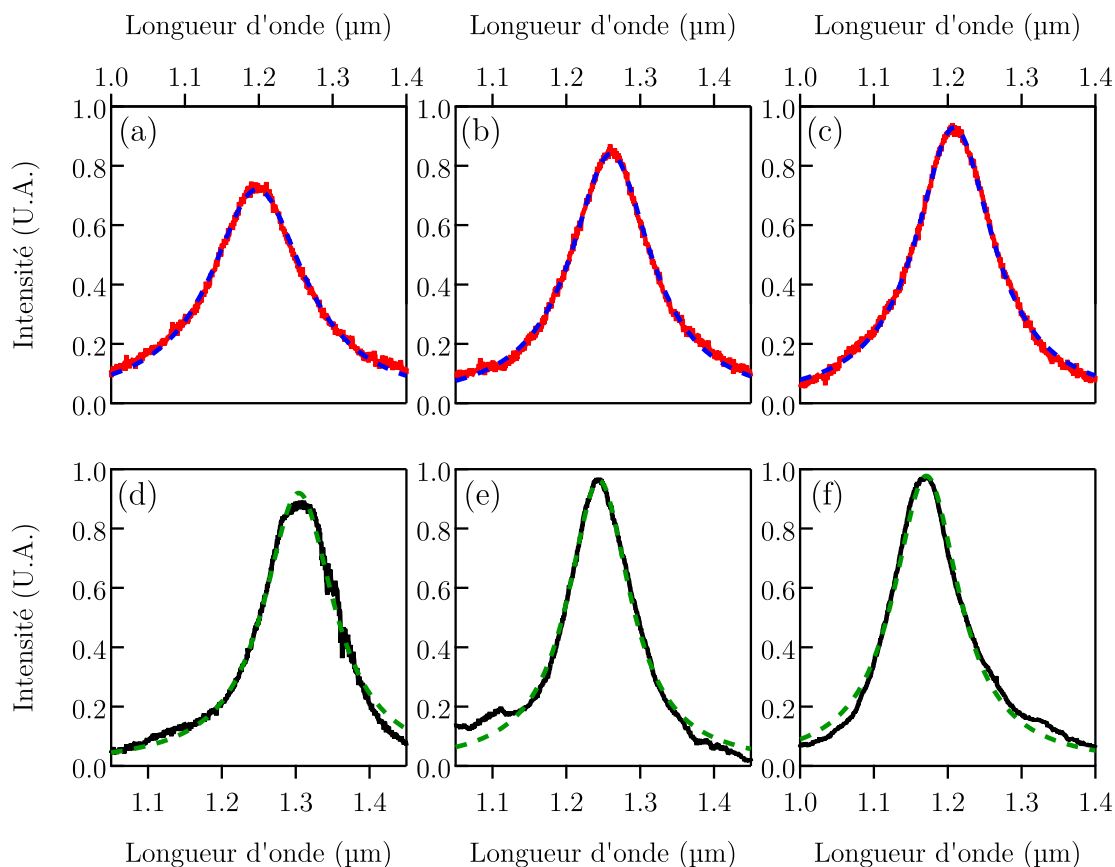 Longueur d'onde (µm) Longueur d'onde (µm) Longueur d'onde (µm)
1.0 1.1 1.2 1.3 1.4 1.1 1.2 1.3 1.4 1.0 1.1 1.2 1.3 1.4
Intensité (U.A.)
1.0 0.8 0.6 0.4 0.2 0.0
(a)
1.0 0.8 0.6 0.4 0.2 0.0
(b)
1.0 0.8 0.6 0.4 0.2 0.0
(c)
Intensité (U.A.)
1.0 0.8 0.6 0.4 0.2 0.0
(d)
1.0 0.8 0.6 0.4 0.2 0.0
(e)
1.0 0.8 0.6 0.4 0.2 0.0
(f)
1.1 1.2 1.3 1.4 1.1 1.2 1.3 1.4 1.0 1.1 1.2 1.3 1.4
Longueur d'onde (µm) Longueur d'onde (µm) Longueur d'onde (µm)